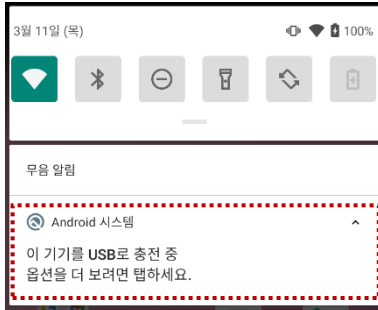 3월 11일 (목) 100%
무음 알림
Android 시스템
이 기기를 USB로 충전 중
옵션을 더 보려면 탭하세요.